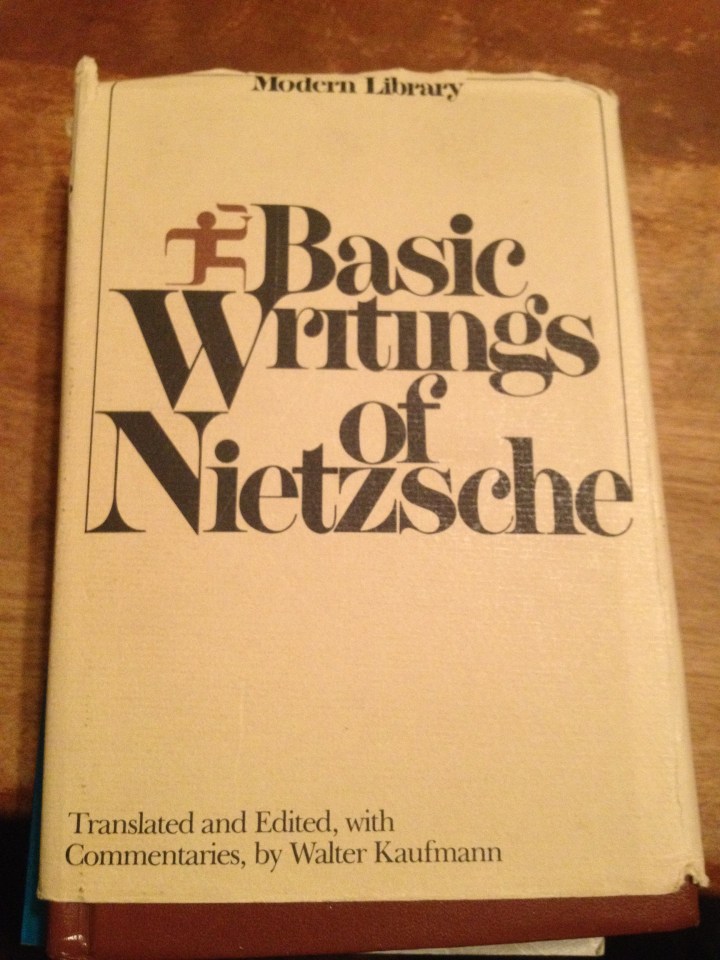 Modern Library
Basic
Writings
of
Nietzsche
Translated and Edited, with
Commentaries, by Walter Kaufmann